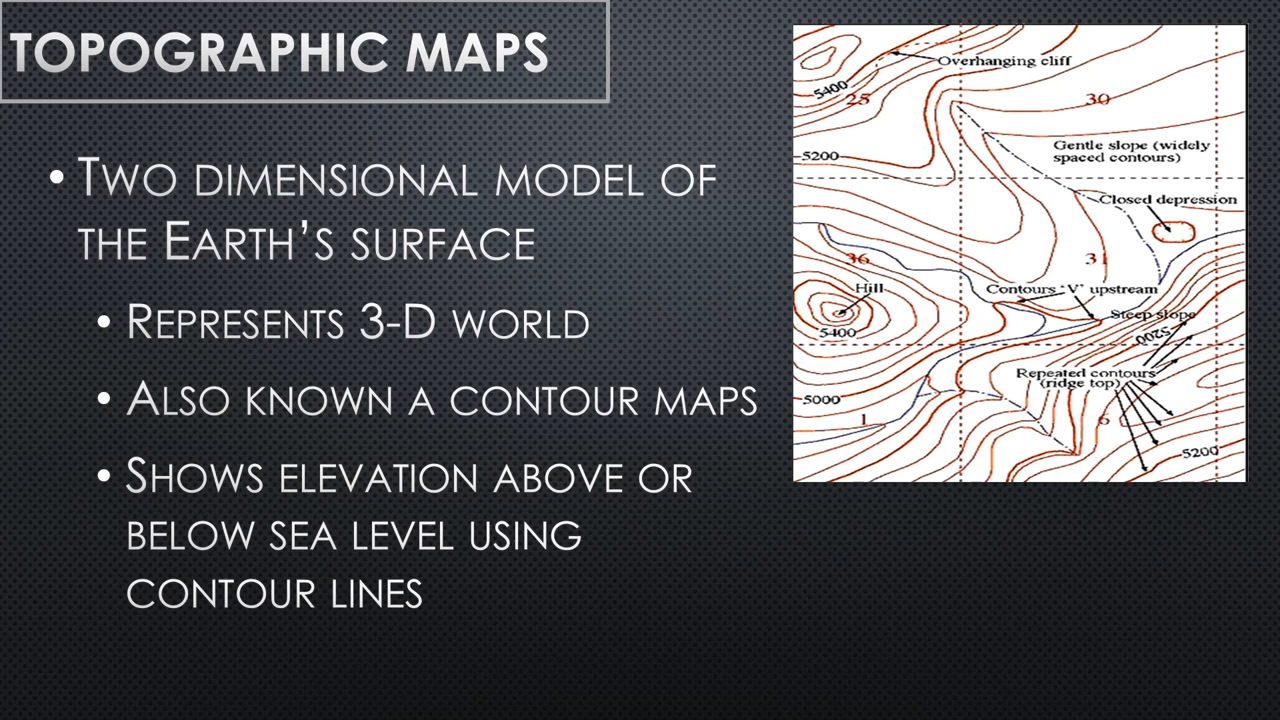 TOPOGRAPHIC MAPS
• TWO DIMENSIONAL MODEL OF
THE EARTH'S SURFACE
• REPRESENTS 3-D WORLD
• ALSO KNOWN A CONTOUR MAPS
• SHOWS ELEVATION ABOVE OR
BELOW SEA LEVEL USING
CONTOUR LINES
Overhanging cliff
5400
25
30
Gentle slope (widely
spaced contours)
5200
Closed depression
36
31
Hill
Contours 'V' upstream
Steep slope
5400
5200
Repeated contours
(ridge top)
5000
1
6
5200